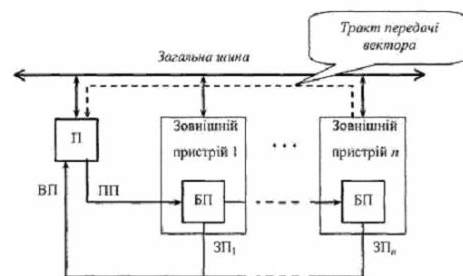 Тракт передачі
вектора
Загальна шина
П
Зовнішній
пристрій 1
...
Зовнішній
пристрій n
ВП
ПП
БП
БП
ЗП₁
ЗПₙ